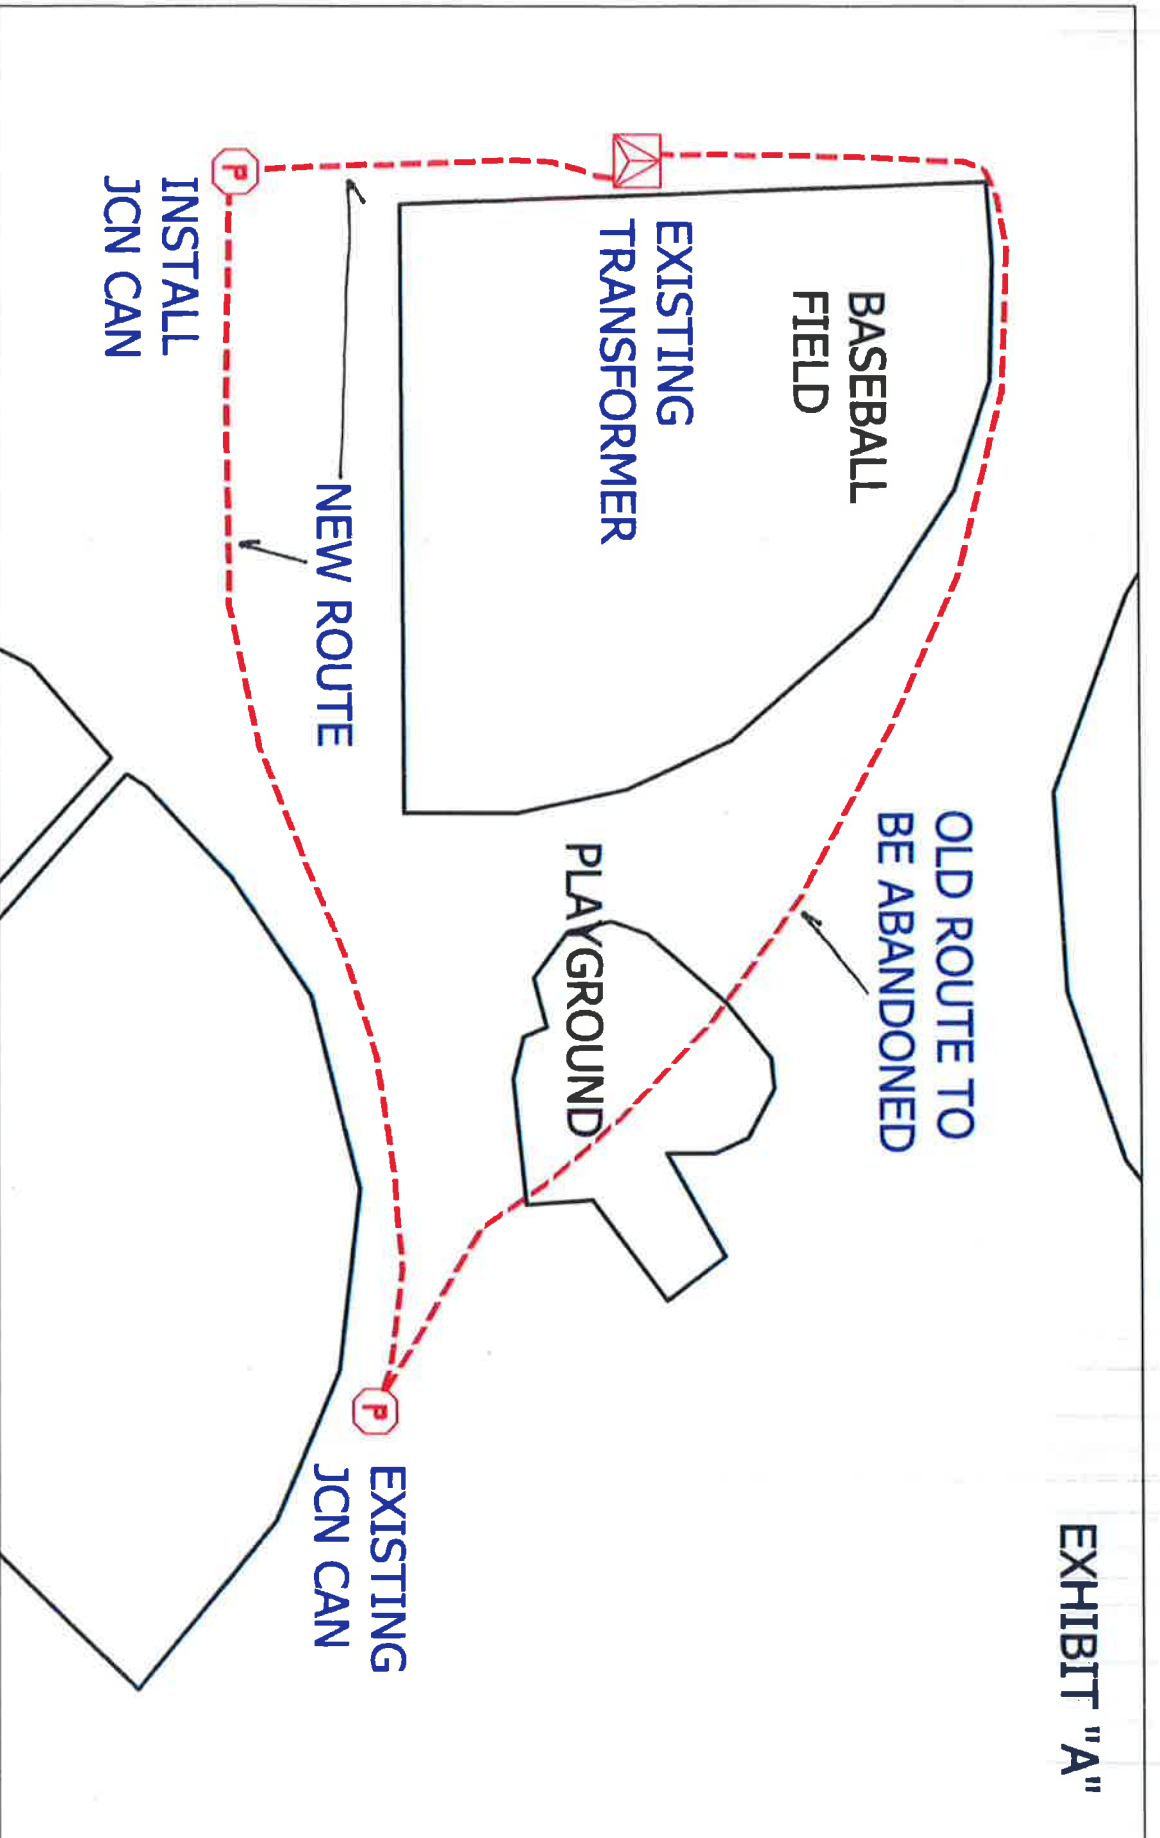 EXHIBIT "A"
OLD ROUTE TO
BE ABANDONED
BASEBALL
FIELD
EXISTING
TRANSFORMER
PLAYGROUND
NEW ROUTE
P
INSTALL
JCN CAN
P
EXISTING
JCN CAN